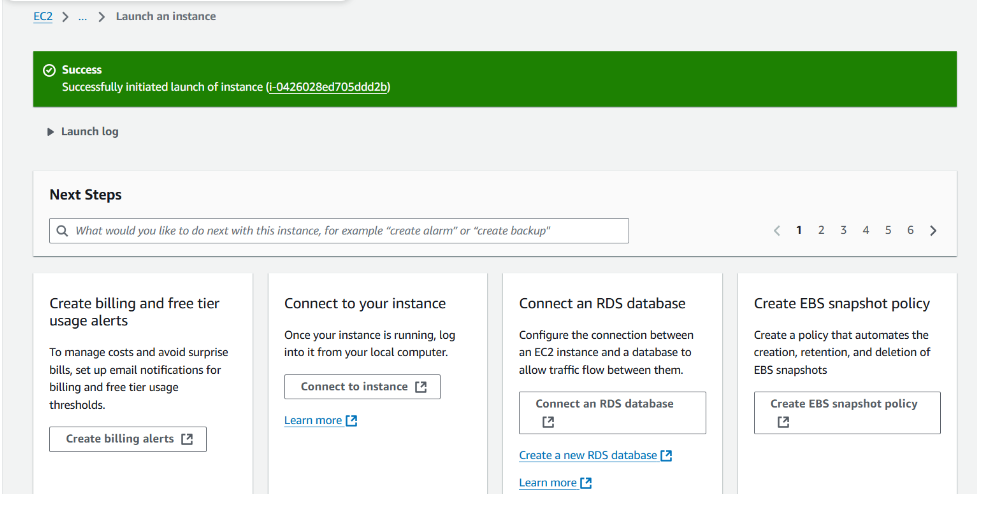 EC2 > ... > Launch an instance
Success
Successfully initiated launch of instance (i-0426028ed705ddd2b)
Launch log
Next Steps
What would you like to do next with this instance, for example “create alarm” or “create backup”
1 2 3 4 5 6
Create billing and free tier
usage alerts
To manage costs and avoid surprise
bills, set up email notifications for
billing and free tier usage
thresholds.
Create billing alerts
Connect to your instance
Once your instance is running, log
into it from your local computer.
Connect to instance
Learn more
Connect an RDS database
Configure the connection between
an EC2 instance and a database to
allow traffic flow between them.
Connect an RDS database
Create a new RDS database
Learn more
Create EBS snapshot policy
Create a policy that automates the
creation, retention, and deletion of
EBS snapshots
Create EBS snapshot policy